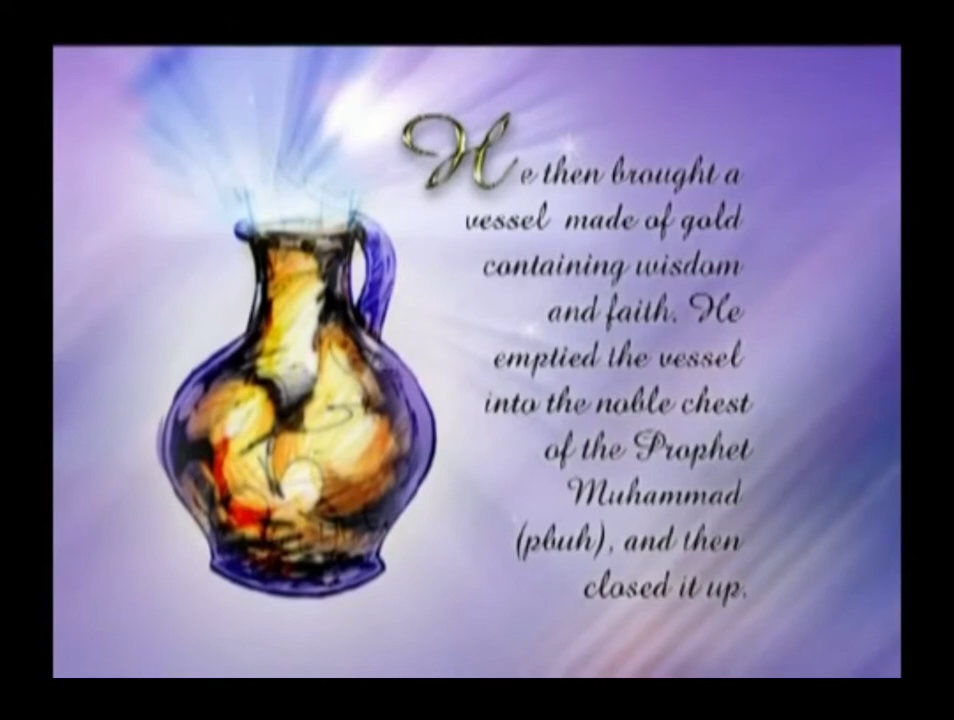 He then brought a
vessel made of gold
containing wisdom
and faith. He
emptied the vessel
into the noble chest
of the Prophet
Muhammad
(pbuh), and then
closed it up.